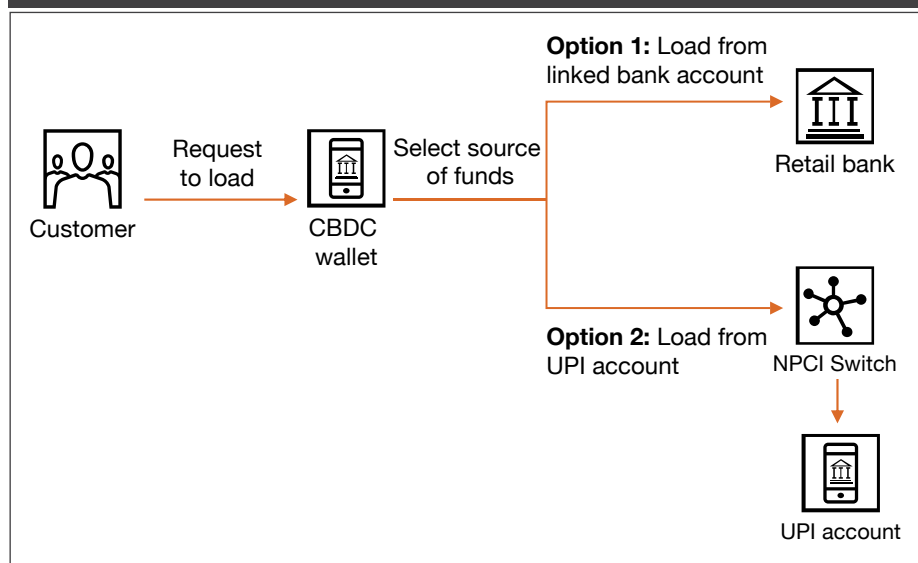 Option 1: Load from
linked bank account
Retail bank
Request
to load
Select source
of funds
Customer
CBDC
wallet
Option 2: Load from
UPI account
NPCI Switch
UPI account